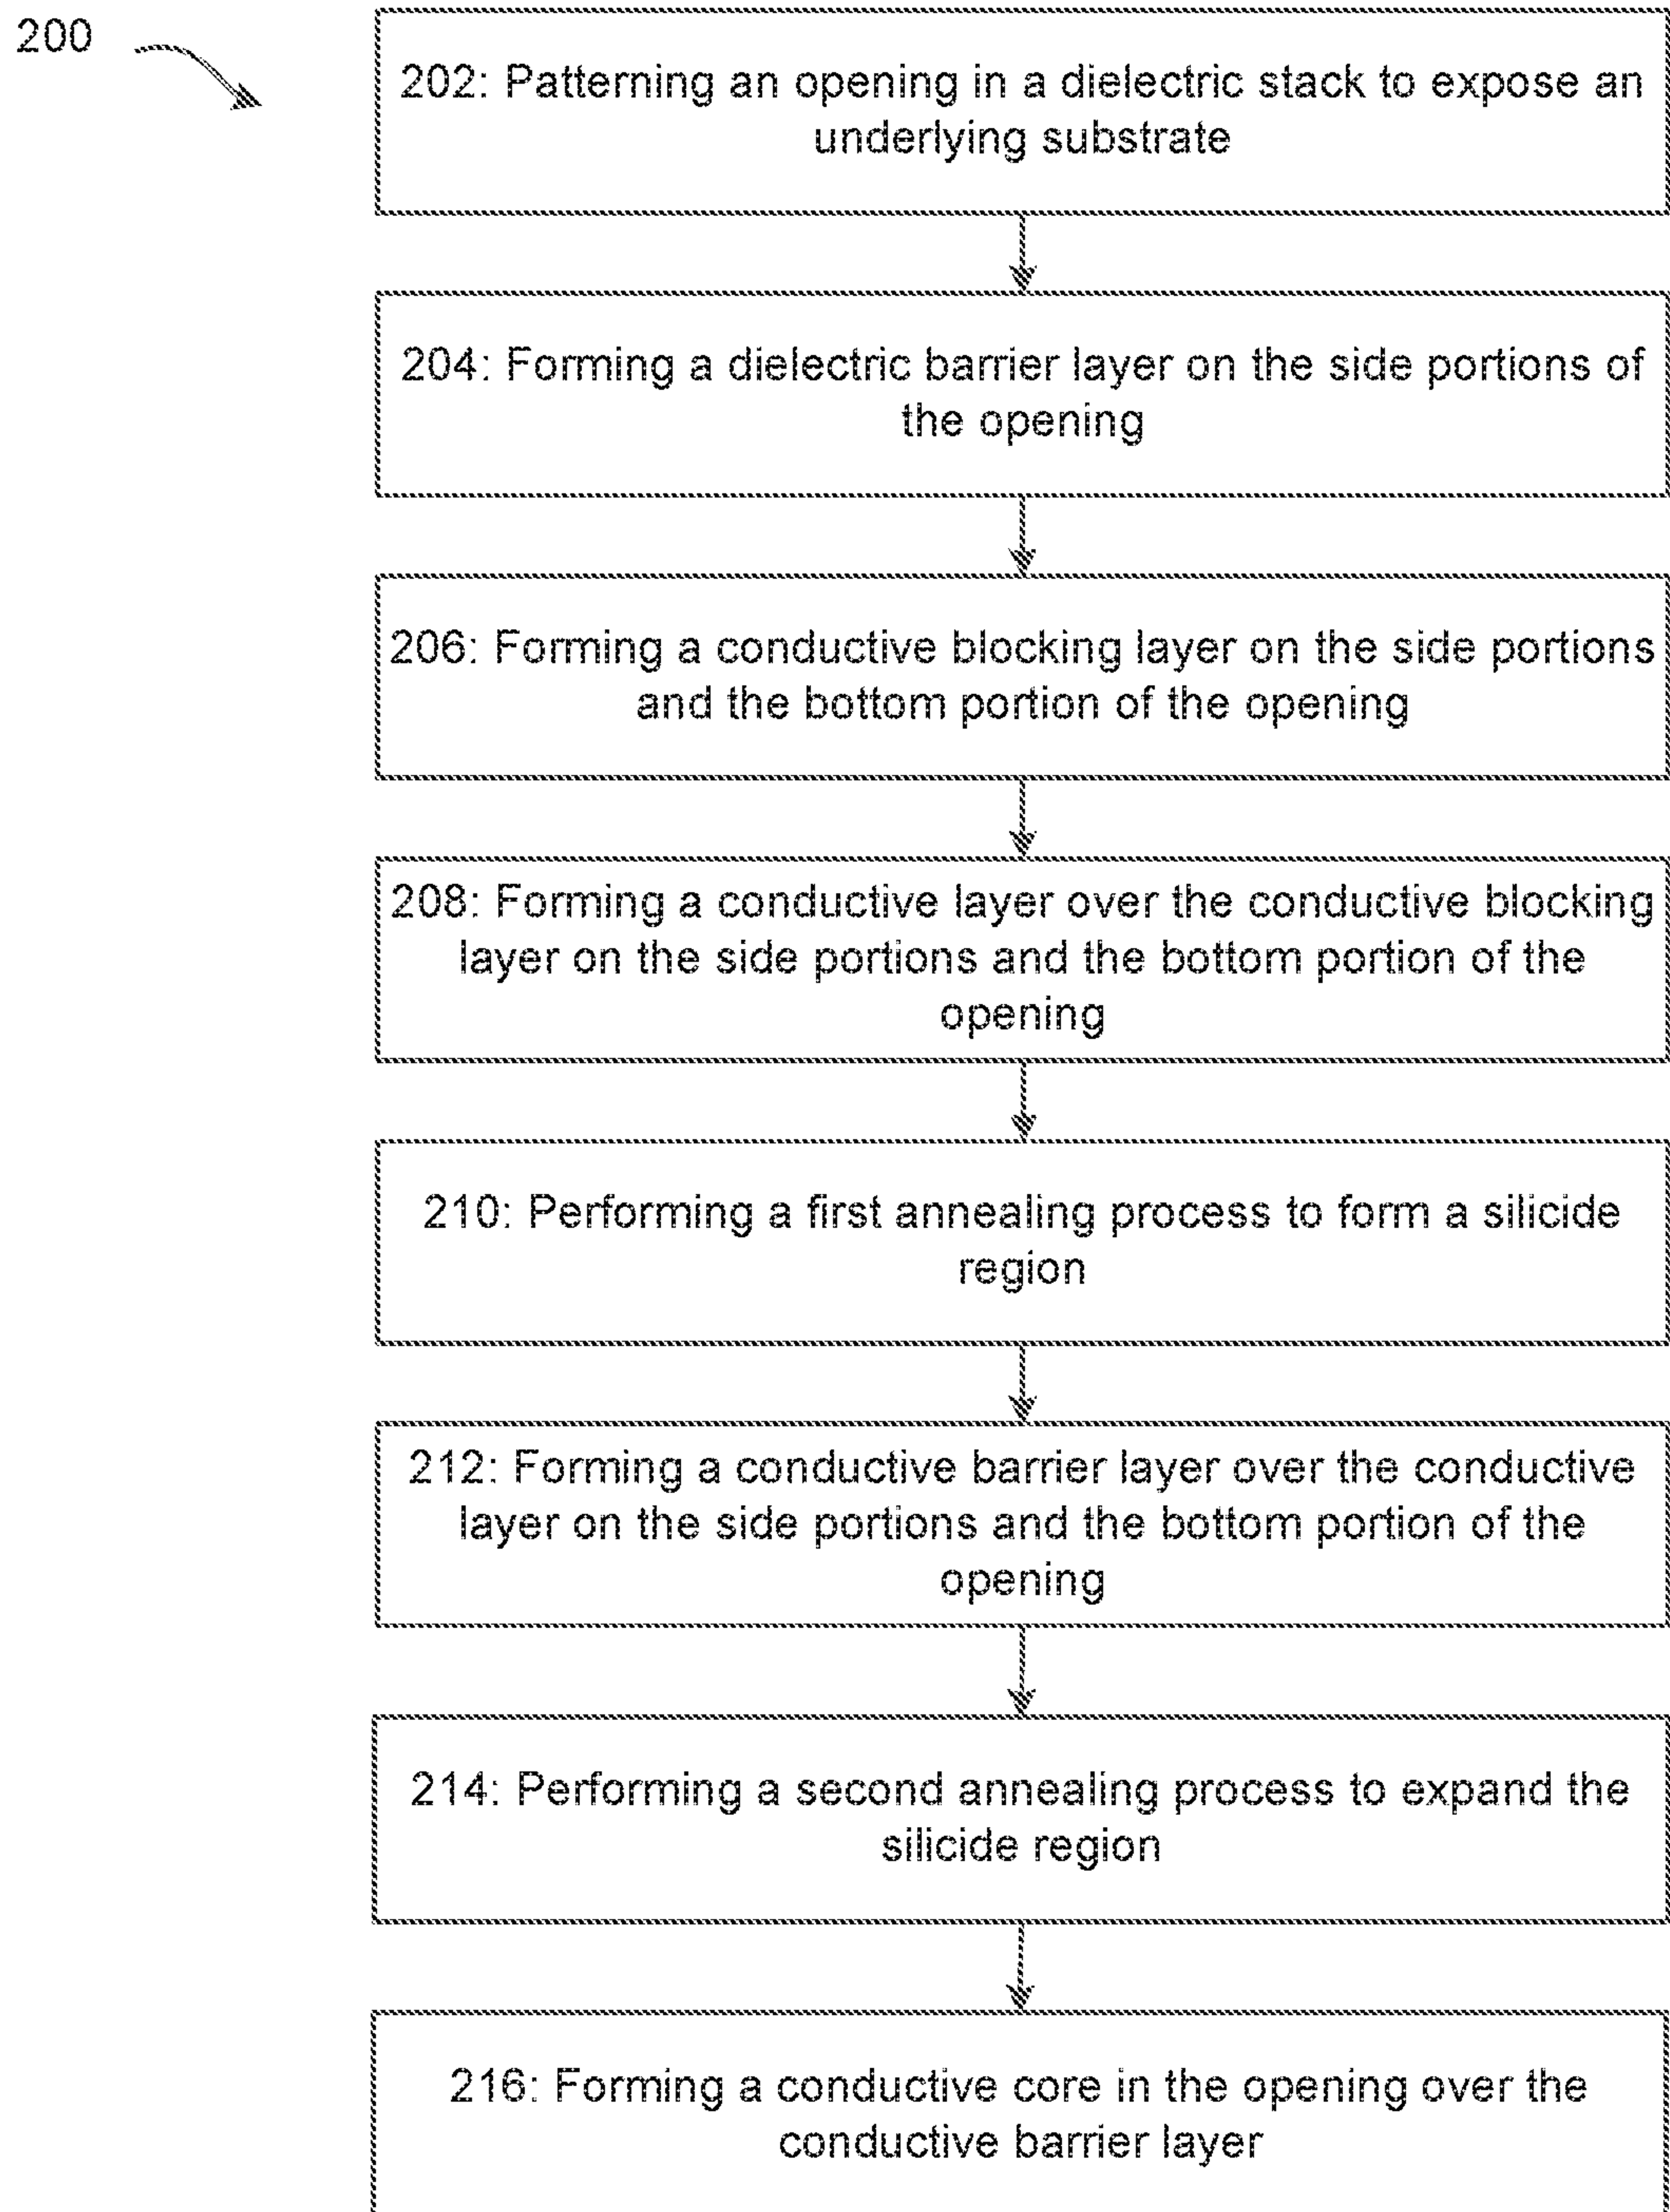 200
202: Patterning an opening in a dielectric stack to expose an
underlying substrate
204: Forming a dielectric barrier layer on the side portions of
the opening
206: Forming a conductive blocking layer on the side portions
and the bottom portion of the opening
208: Forming a conductive layer over the conductive blocking
layer on the side portions and the bottom portion of the
opening
210: Performing a first annealing process to form a silicide
region
212: Forming a conductive barrier layer over the conductive
layer on the side portions and the bottom portion of the
opening
214: Performing a second annealing process to expand the
silicide region
216: Forming a conductive core in the opening over the
conductive barrier layer